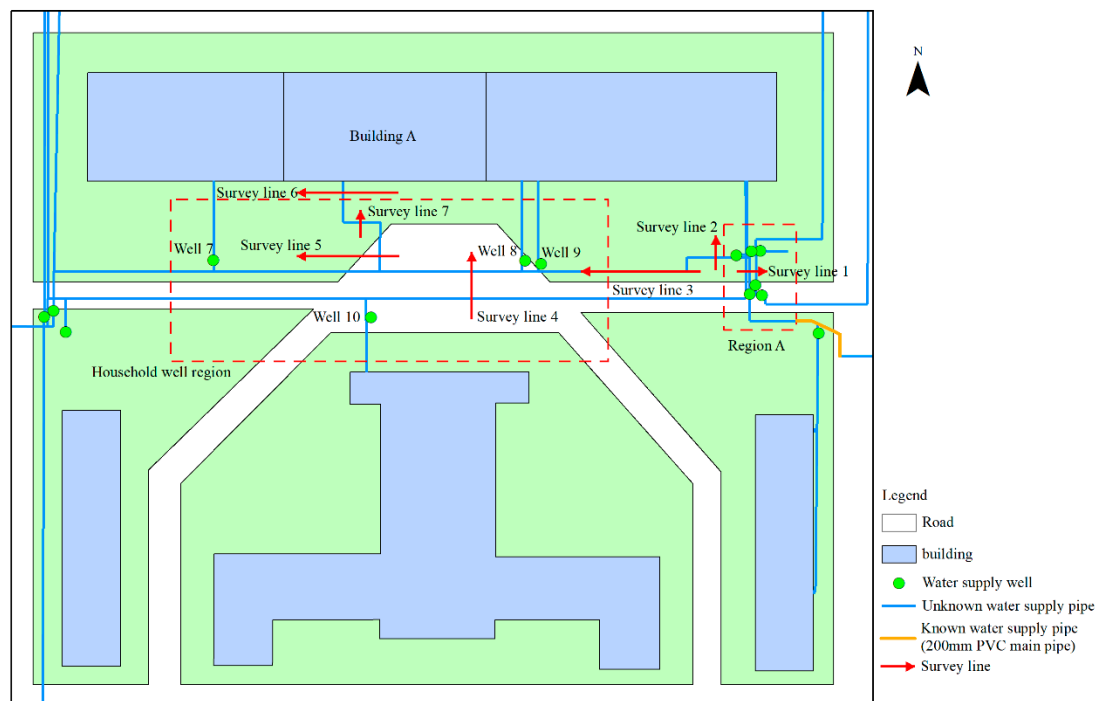 N
Building A
Survey line 6
Survey line 7
Survey line 2
Well 7
Survey line 5
Well 8
Well 9
Survey line 1
Survey line 3
Well 10
Survey line 4
Region A
Household well region
Legend
Road
building
Water supply well
Unknown water supply pipe
Known water supply pipe
(200mm PVC main pipe)
Survey line